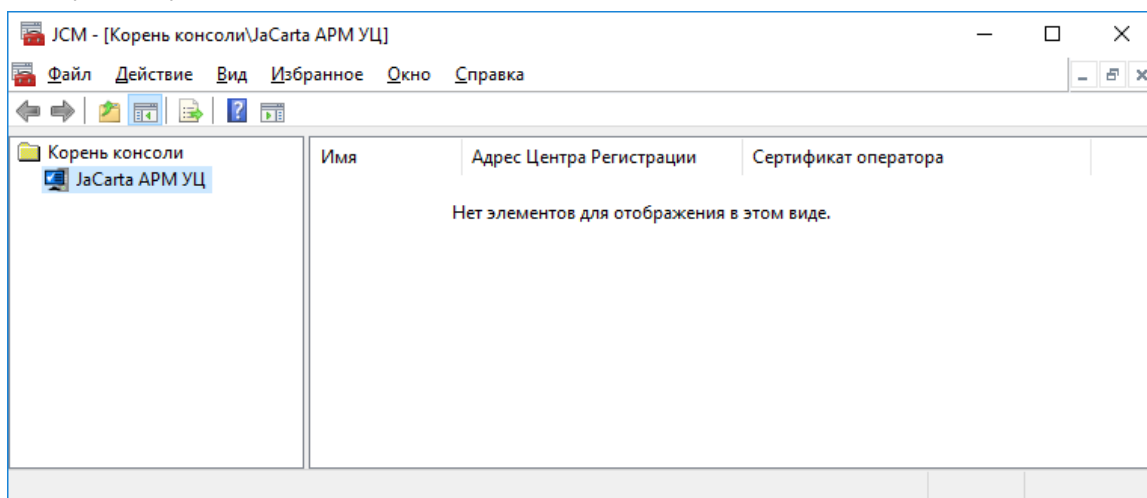 JCM - [Корень консоли\JaCarta АРМ УЦ]
Файл Действие Вид Избранное Окно Справка
Корень консоли
JaCarta АРМ УЦ
Имя Адрес Центра Регистрации Сертификат оператора
Нет элементов для отображения в этом виде.